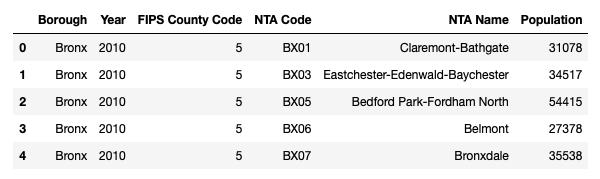 Borough Year FIPS County Code NTA Code NTA Name Population
0 Bronx 2010 5 BX01 Claremont-Bathgate 31078
1 Bronx 2010 5 BX03 Eastchester-Edenwald-Baychester 34517
2 Bronx 2010 5 BX05 Bedford Park-Fordham North 54415
3 Bronx 2010 5 BX06 Belmont 27378
4 Bronx 2010 5 BX07 Bronxdale 35538